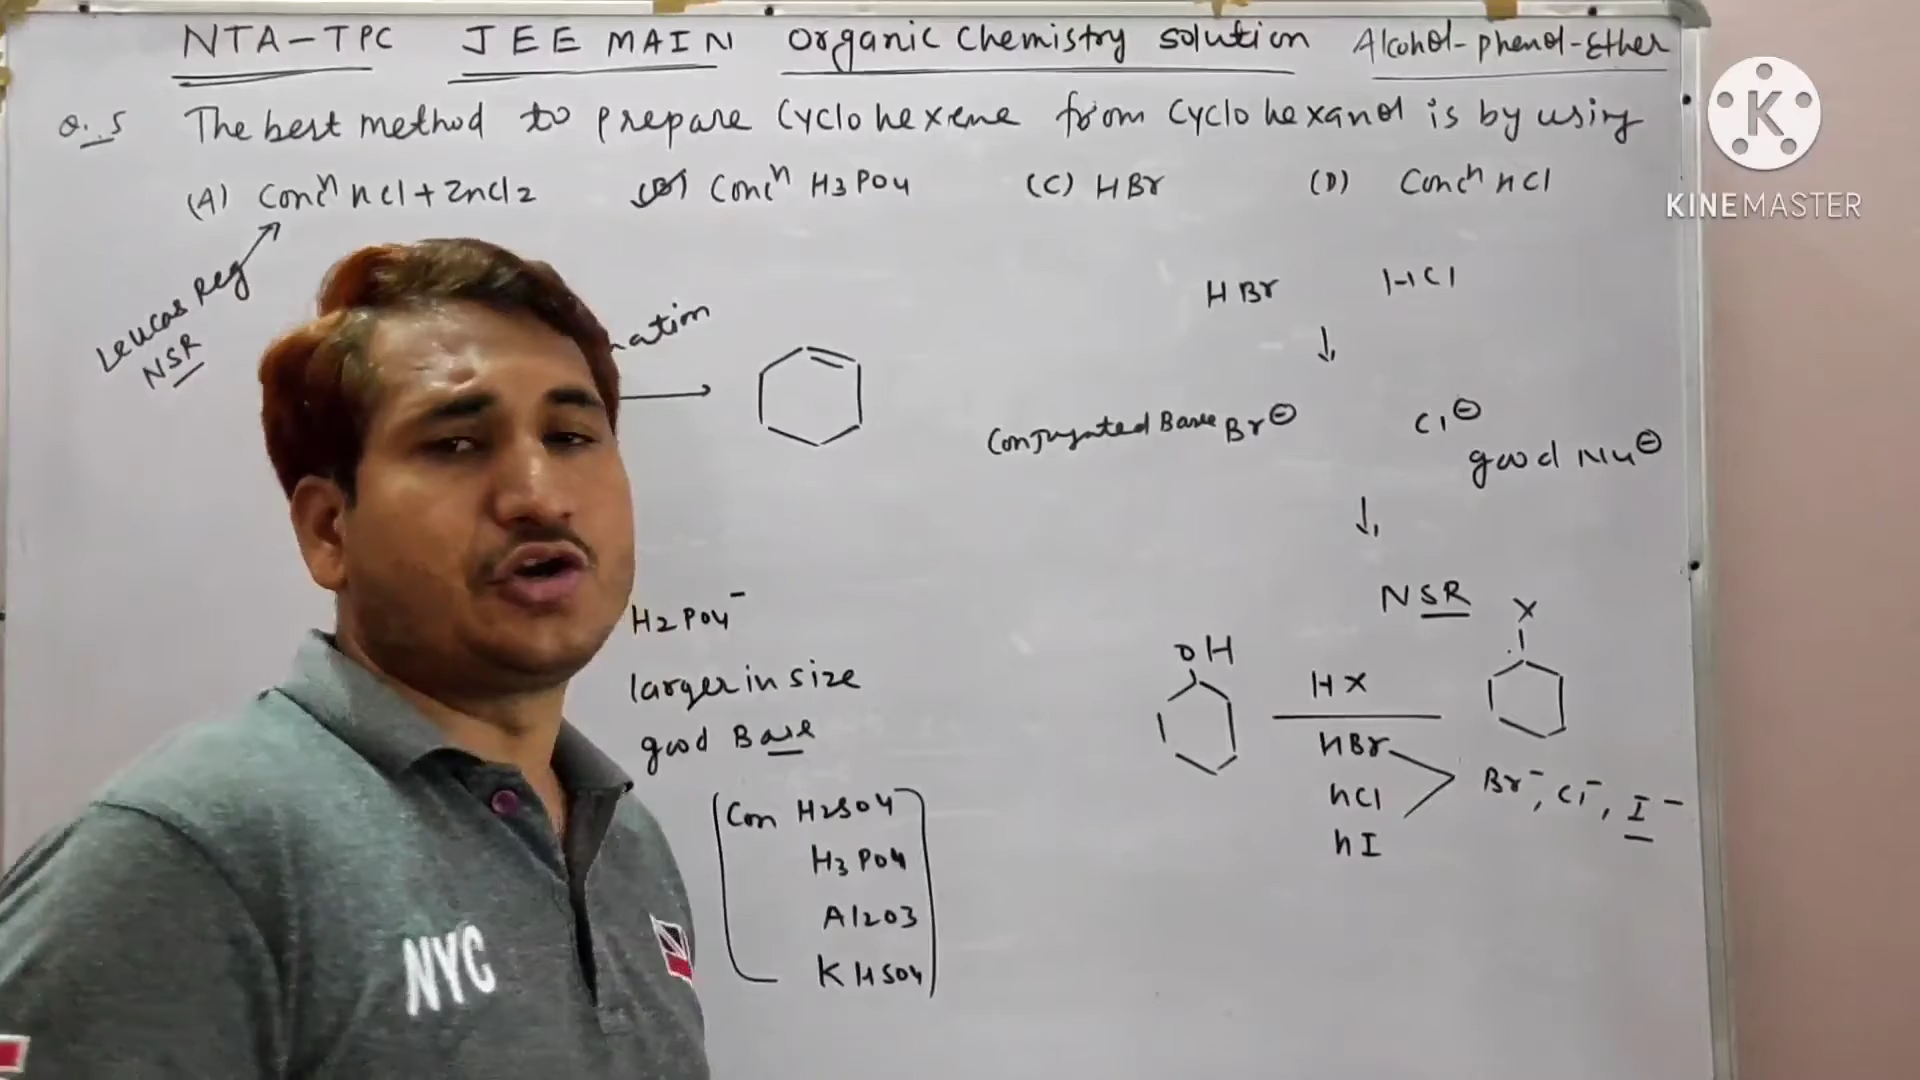 NTA-TPC JEE MAIN Organic Chemistry solution Alcohol-phenol-Ether
Q. 5 The best method to prepare Cyclohexene from Cyclohexanol is by using
(A) Concⁿ HCl + ZnCl2 (B) Concⁿ H3PO4 (C) HBr (D) Concⁿ HCl
Leucas Reg
NSR
nation
HBr HCl
Conjugated Base Br⊖ Cl⊖
good Nu⊖
NSR
H2PO4⁻
larger in size
good Base
Con H2SO4
H3PO4
Al2O3
KHSO4
OH
HX
HBr
HCl
HI
X
Br⁻, Cl⁻, I⁻
NYC
K
KINEMASTER